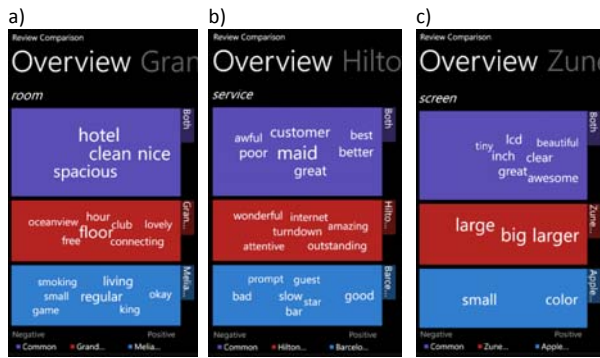 a)
Review Comparison
Overview Gran
room
hotel
clean nice
spacious
Both
oceanview hour club lovely
floor
free connecting
Gran...
smoking living
small regular okay
game king
Melia...
Negative Positive
Common Grand... Melia...
b)
Review Comparison
Overview Hilto
service
awful customer best
poor maid better
great
Both
wonderful internet
turndown amazing
attentive outstanding
Hilto...
prompt guest
bad slow star good
bar
Barce...
Negative Positive
Common Hilton... Barcelo...
c)
Review Comparison
Overview Zune
screen
tiny lcd beautiful
inch clear
great awesome
Both
large big larger
Zune...
small color
Apple...
Negative Positive
Common Zune... Apple...